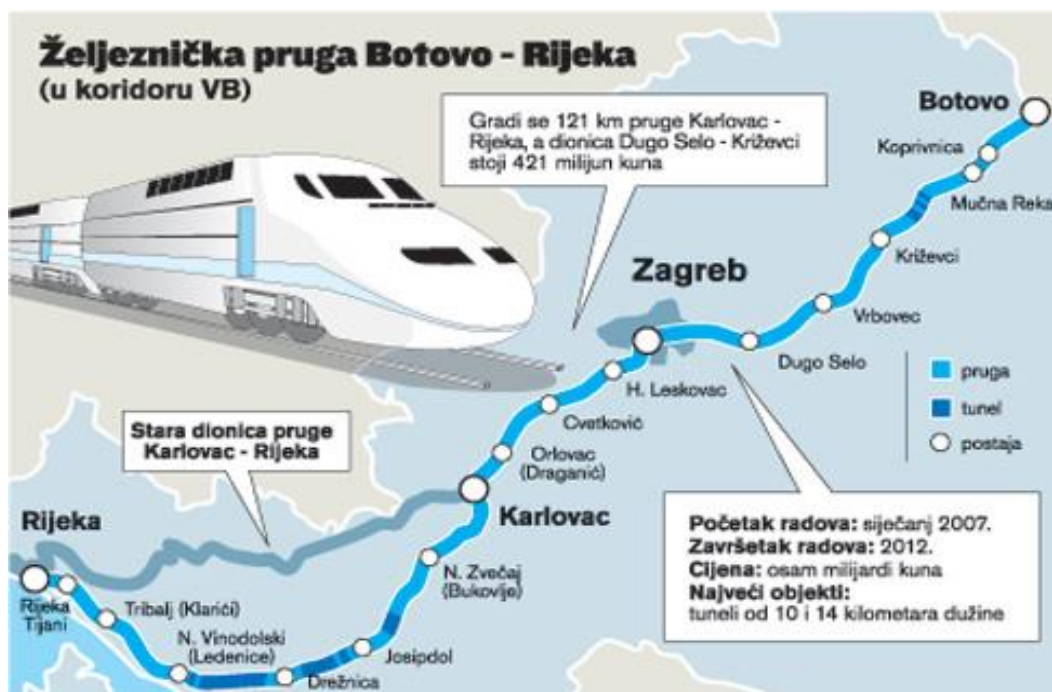 Željeznička pruga Botovo - Rijeka
(u koridoru VB)
Gradi se 121 km pruge Karlovac -
Rijeka, a dionica Dugo Selo - Križevci
stoji 421 milijun kuna
Botovo
Koprivnica
Mučna Reka
Križevci
Zagreb
Vrbovec
Dugo Selo
H. Leskovac
pruga
tunel
postaja
Cvetković
Stara dionica pruge
Karlovac - Rijeka
Orlovac
(Draganić)
Karlovac
Rijeka
Početak radova: siječanj 2007.
Završetak radova: 2012.
Cijena: osam milijardi kuna
Najveći objekti:
tuneli od 10 i 14 kilometara dužine
N. Zvečaj
(Bukovlje)
Rijeka
Tijani
Tribalj (Klarići)
N. Vinodolski
(Ledenice)
Josipdol
Drežnica